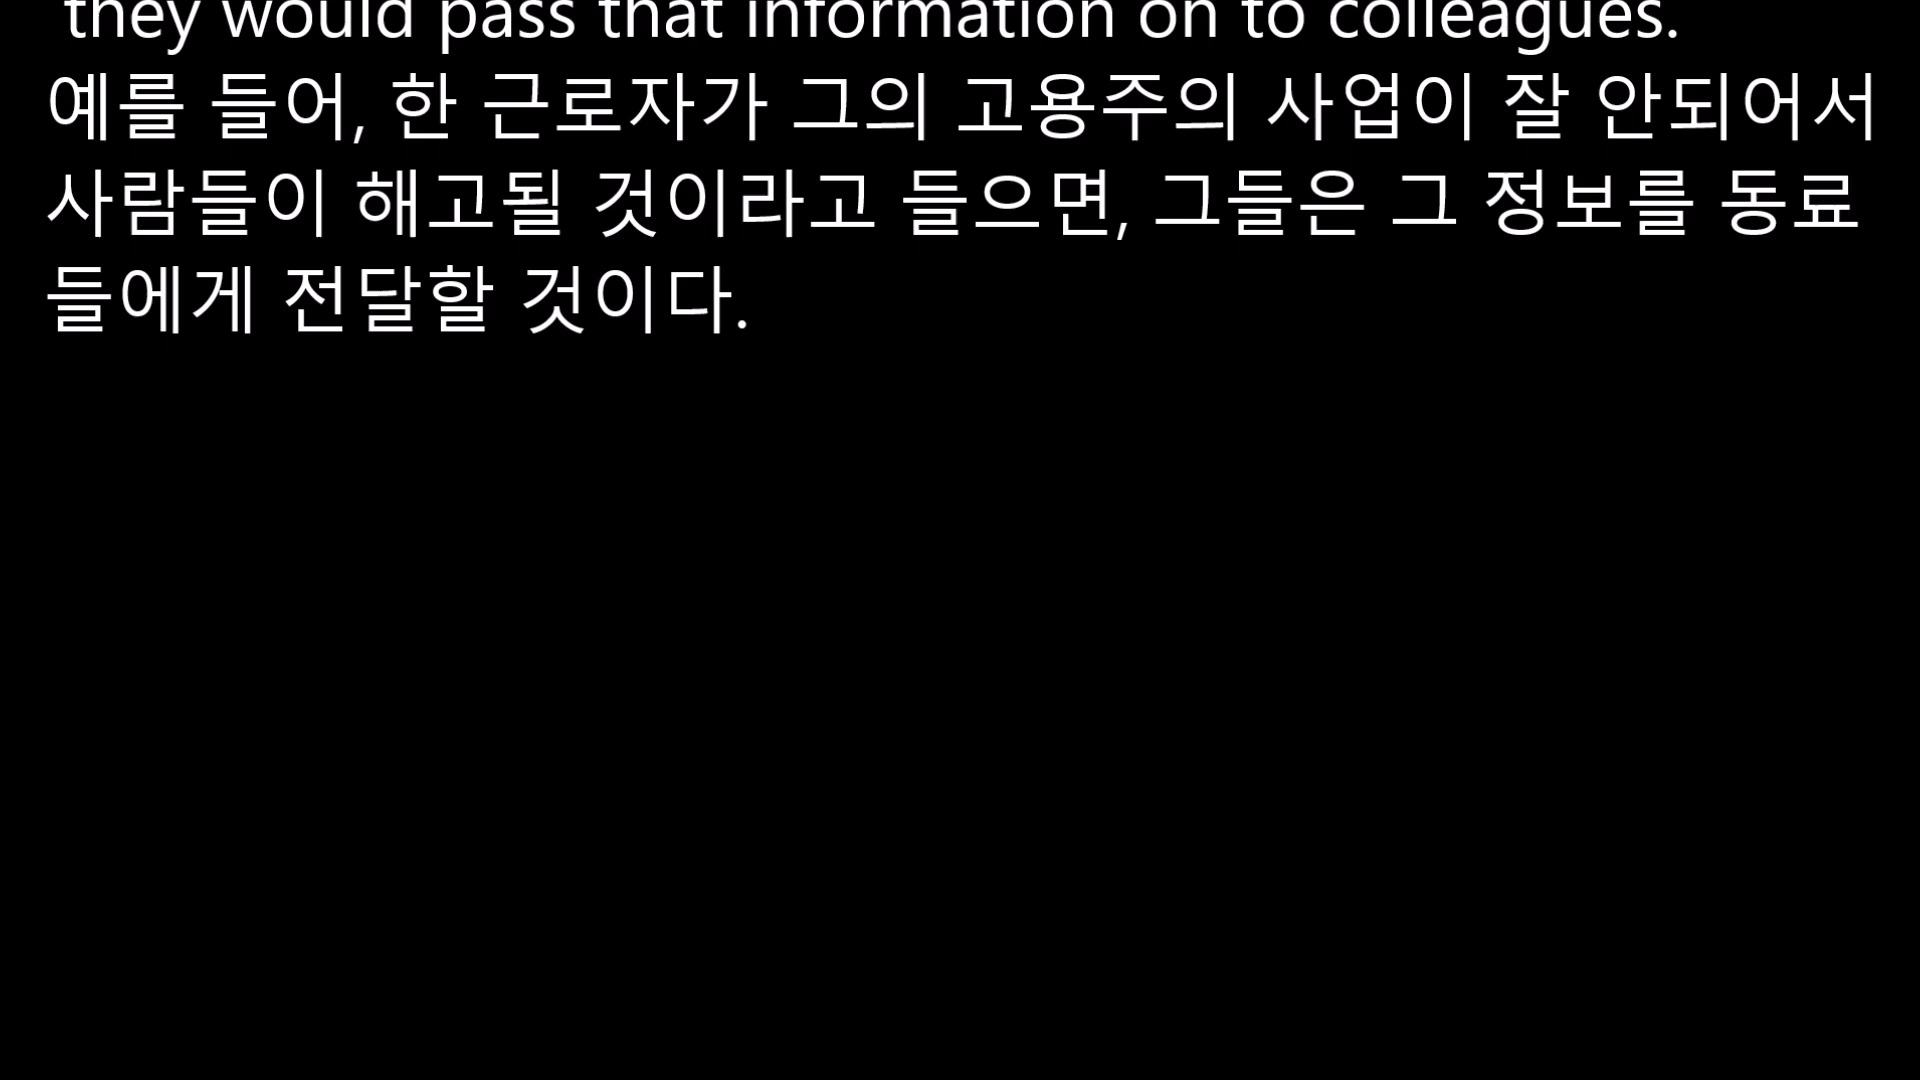 they would pass that information on to colleagues.
예를 들어, 한 근로자가 그의 고용주의 사업이 잘 안되어서
사람들이 해고될 것이라고 들으면, 그들은 그 정보를 동료
들에게 전달할 것이다.